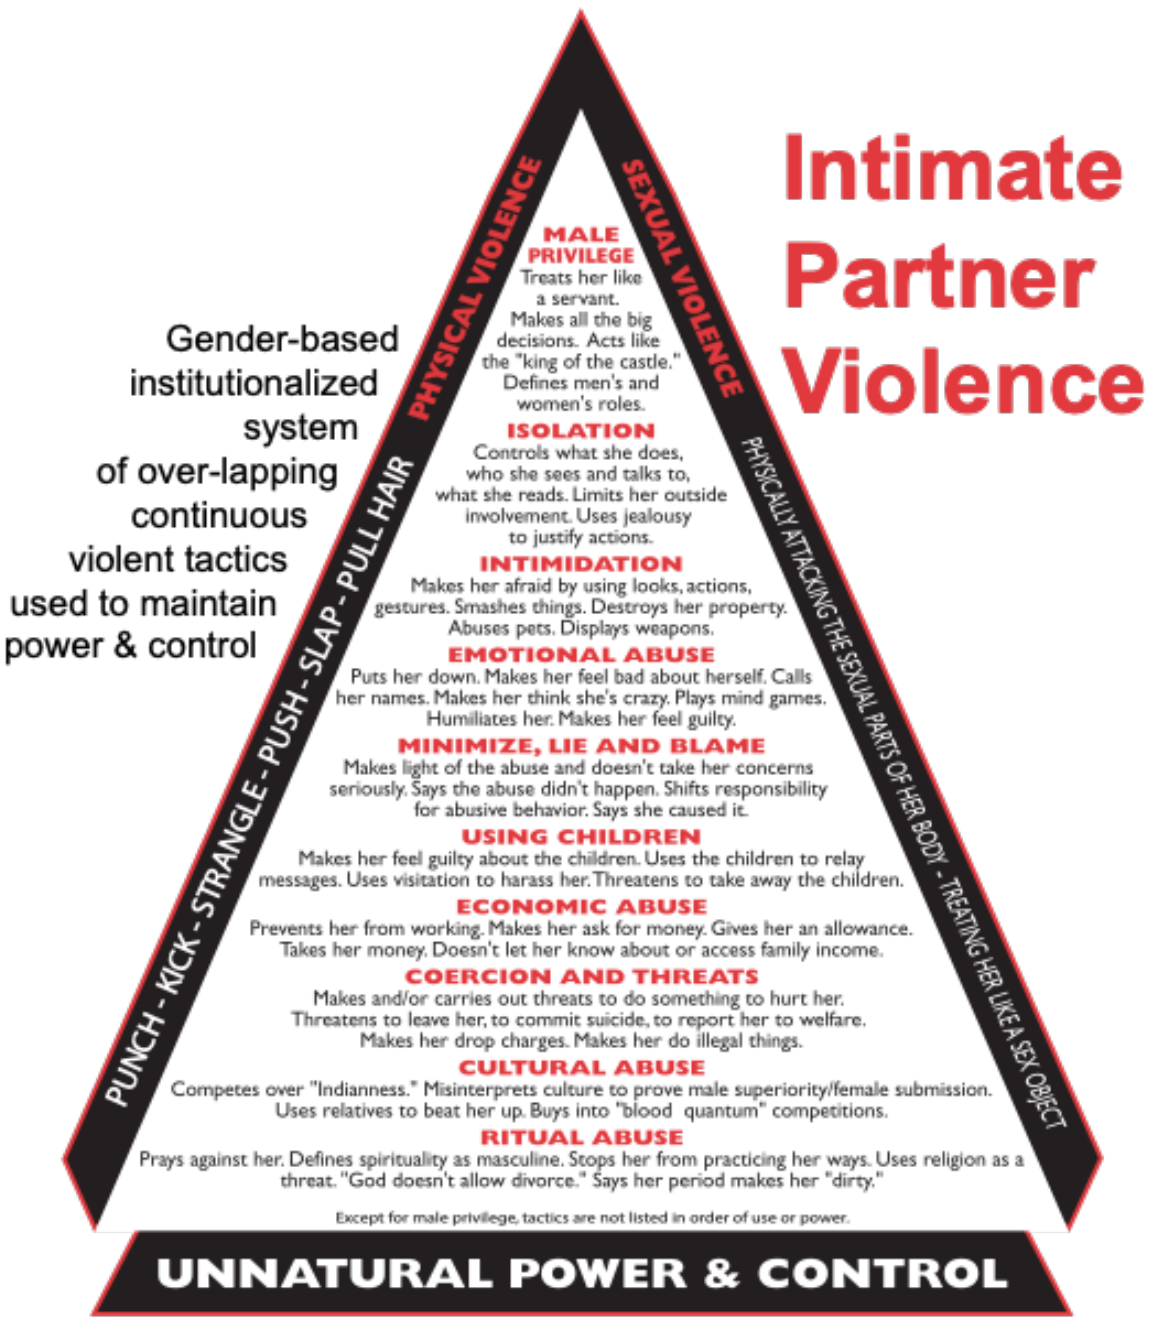 Intimate
Partner
Violence
Gender-based
institutionalized
system
of over-lapping
continuous
violent tactics
used to maintain
power & control
PHYSICAL VIOLENCE
PUNCH - KICK - STRANGLE - PUSH - SLAP - PULL HAIR
SEXUAL VIOLENCE
PHYSICALLY ATTACKING THE SEXUAL PARTS OF HER BODY - TREATING HER LIKE A SEX OBJECT
MALE
PRIVILEGE
Treats her like
a servant.
Makes all the big
decisions. Acts like
the "king of the castle."
Defines men's and
women's roles.
ISOLATION
Controls what she does,
who she sees and talks to,
what she reads. Limits her outside
involvement. Uses jealousy
to justify actions.
INTIMIDATION
Makes her afraid by using looks, actions,
gestures. Smashes things. Destroys her property.
Abuses pets. Displays weapons.
EMOTIONAL ABUSE
Puts her down. Makes her feel bad about herself. Calls
her names. Makes her think she's crazy. Plays mind games.
Humiliates her. Makes her feel guilty.
MINIMIZE, LIE AND BLAME
Makes light of the abuse and doesn't take her concerns
seriously. Says the abuse didn't happen. Shifts responsibility
for abusive behavior. Says she caused it.
USING CHILDREN
Makes her feel guilty about the children. Uses the children to relay
messages. Uses visitation to harass her. Threatens to take away the children.
ECONOMIC ABUSE
Prevents her from working. Makes her ask for money. Gives her an allowance.
Takes her money. Doesn't let her know about or access family income.
COERCION AND THREATS
Makes and/or carries out threats to do something to hurt her.
Threatens to leave her, to commit suicide, to report her to welfare.
Makes her drop charges. Makes her do illegal things.
CULTURAL ABUSE
Competes over "Indianness." Misinterprets culture to prove male superiority/female submission.
Uses relatives to beat her up. Buys into "blood quantum" competitions.
RITUAL ABUSE
Prays against her. Defines spirituality as masculine. Stops her from practicing her ways. Uses religion as a
threat. "God doesn't allow divorce." Says her period makes her "dirty."
Except for male privilege, tactics are not listed in order of use or power.
UNNATURAL POWER & CONTROL